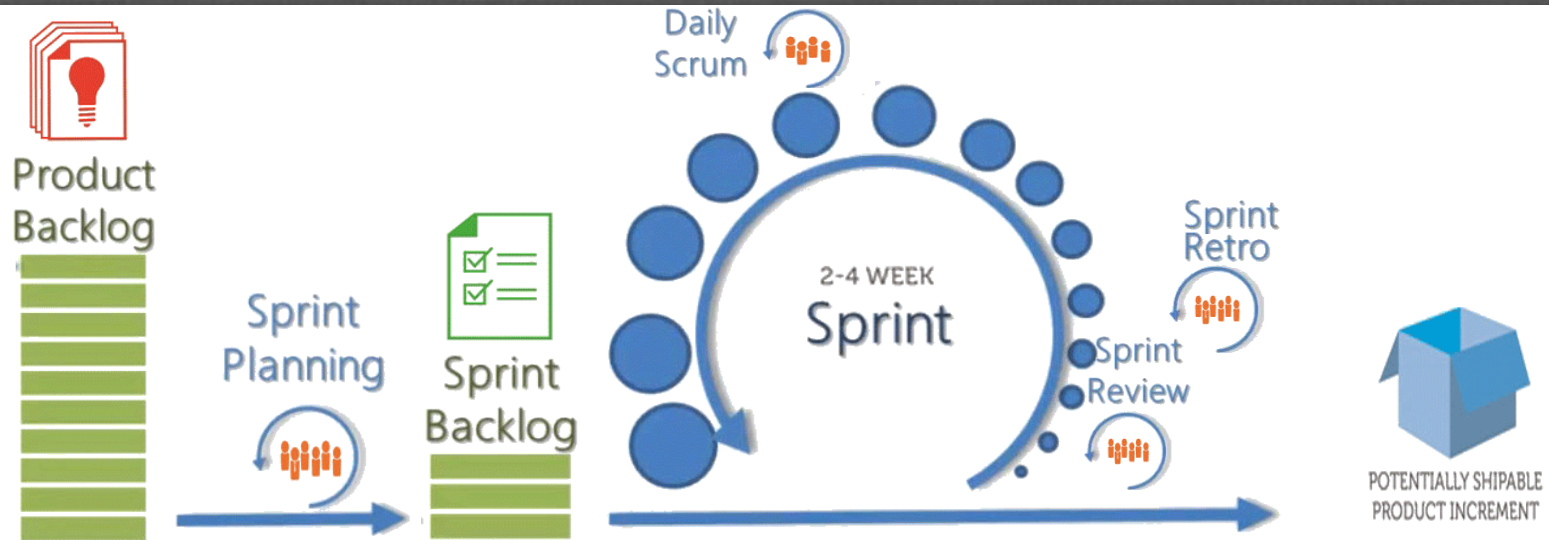 Product
Backlog
Sprint
Planning
Sprint
Backlog
Daily
Scrum
2-4 WEEK
Sprint
Sprint
Review
Sprint
Retro
POTENTIALLY SHIPABLE
PRODUCT INCREMENT